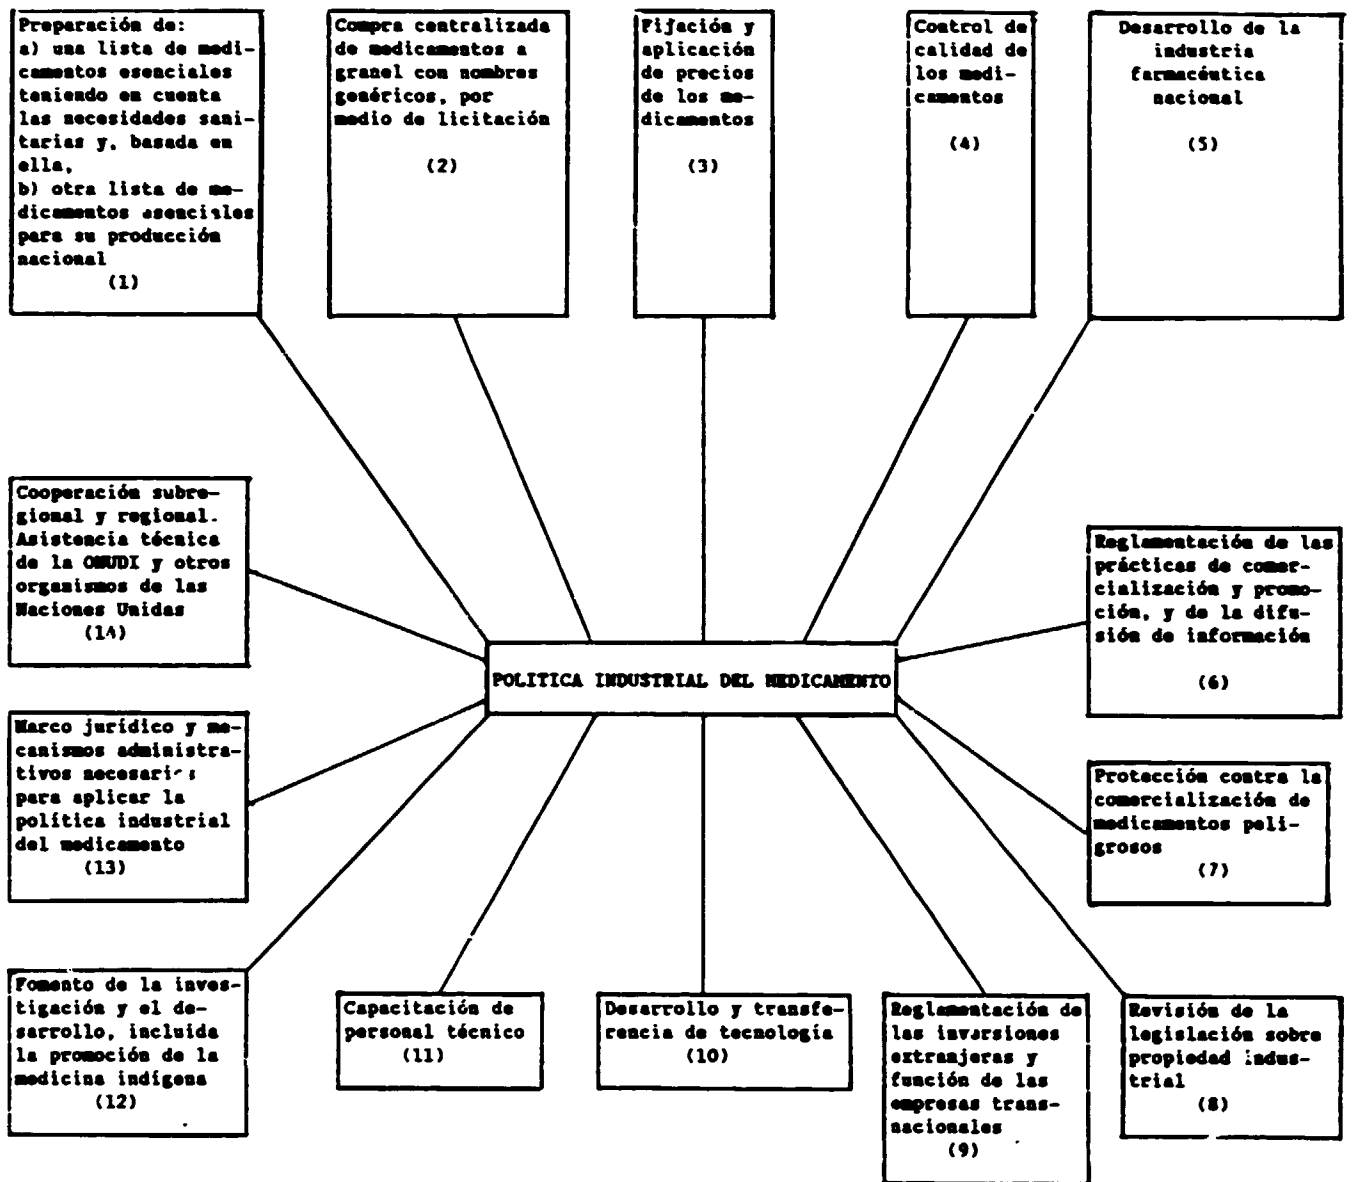 Preparación de:
a) una lista de medi-
camentos esenciales
teniendo en cuenta
las necesidades sani-
tarias y, basada en
ella,
b) otra lista de me-
dicamentos esenciales
para su producción
nacional
(1)
Compra centralizada
de medicamentos a
granel con nombres
genéricos, por
medio de licitación
(2)
Fijación y
aplicación
de precios
de los me-
dicamentos
(3)
Control de
calidad de
los medi-
camentos
(4)
Desarrollo de la
industria
farmacéutica
nacional
(5)
Cooperación subre-
gional y regional.
Asistencia técnica
de la ONUDI y otros
organismos de las
Naciones Unidas
(14)
Reglamentación de las
prácticas de comer-
cialización y promo-
ción, y de la difu-
sión de información
(6)
POLITICA INDUSTRIAL DEL MEDICAMENTO
Marco jurídico y me-
canismos administra-
tivos necesarios
para aplicar la
política industrial
del medicamento
(13)
Protección contra la
comercialización de
medicamentos peli-
grosos
(7)
Fomento de la inves-
tigación y el de-
sarrollo, incluida
la promoción de la
medicina indígena
(12)
Capacitación de
personal técnico
(11)
Desarrollo y transfe-
rencia de tecnología
(10)
Reglamentación de
las inversiones
extranjeras y
función de las
empresas trans-
nacionales
(9)
Revisión de la
legislación sobre
propiedad indus-
trial
(8)